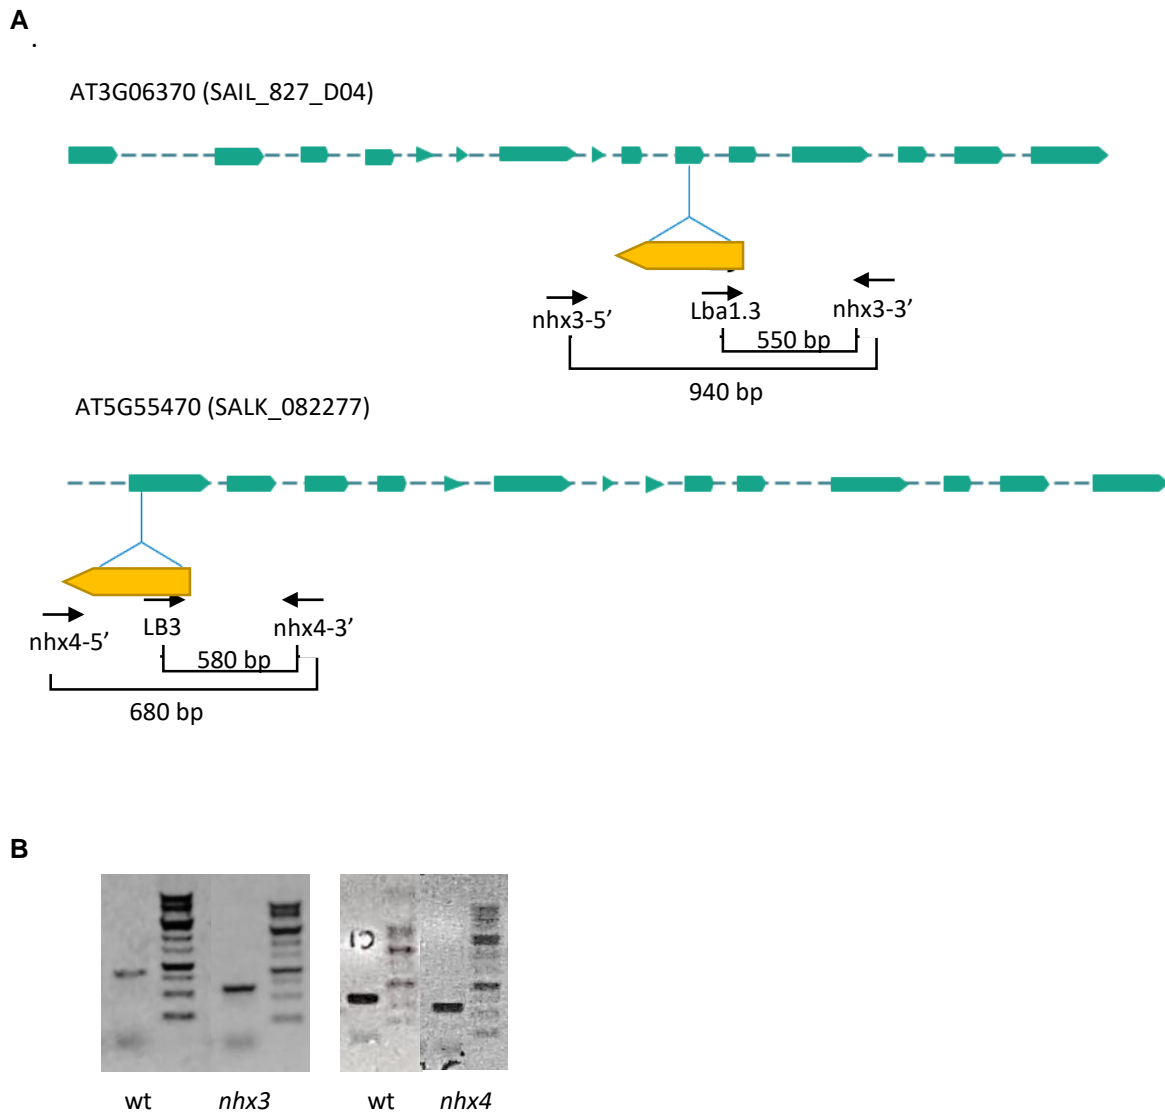 A
.
AT3G06370 (SAIL_827_D04)
nhx3-5’
Lba1.3
nhx3-3’
550 bp
940 bp
AT5G55470 (SALK_082277)
nhx4-5’
LB3
nhx4-3’
580 bp
680 bp
B
wt
nhx3
wt
nhx4